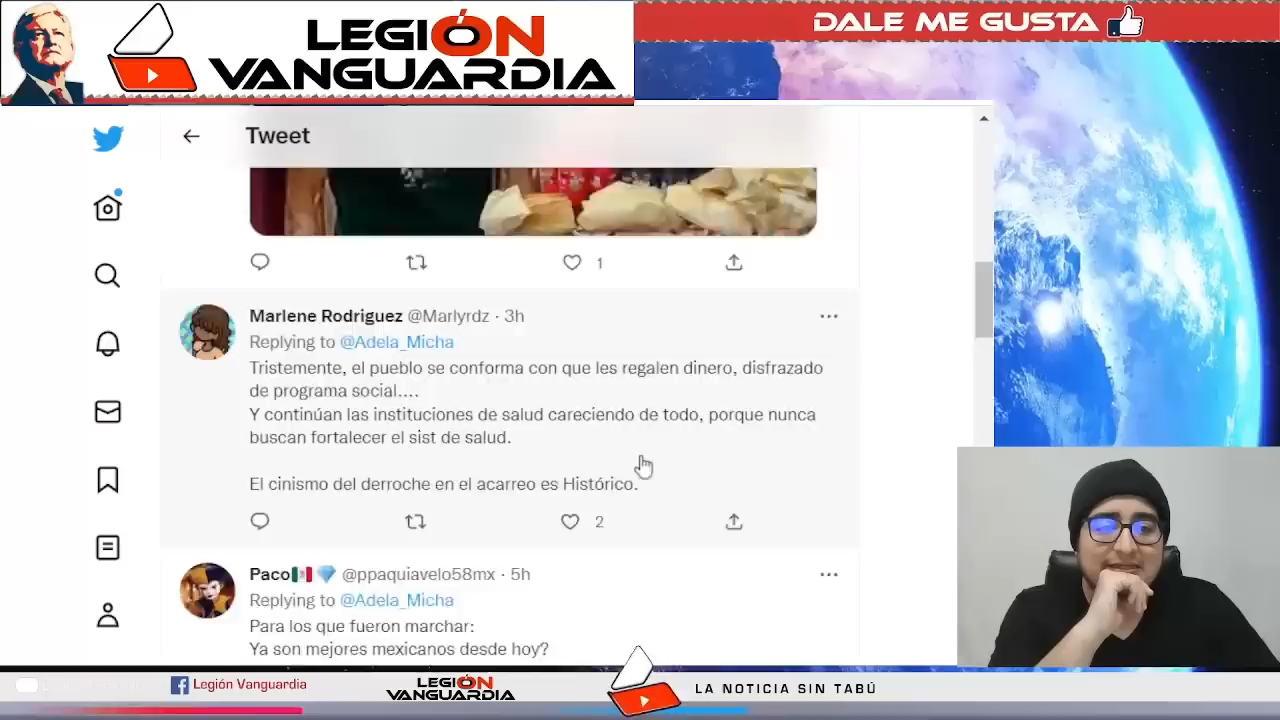 LEGIÓN
VANGUARDIA
DALE ME GUSTA
Tweet
1
Marlene Rodriguez @Marlyrdz · 3h
Replying to @Adela_Micha
Tristemente, el pueblo se conforma con que les regalen dinero, disfrazado
de programa social....
Y continúan las instituciones de salud careciendo de todo, porque nunca
buscan fortalecer el sist de salud.
El cinismo del derroche en el acarreo es Histórico.
2
Paco @ppaquiavelo58mx · 5h
Replying to @Adela_Micha
Para los que fueron marchar:
Ya son mejores mexicanos desde hoy?
Legión Vanguardia
LEGIÓN
VANGUARDIA
LA NOTICIA SIN TABÚ